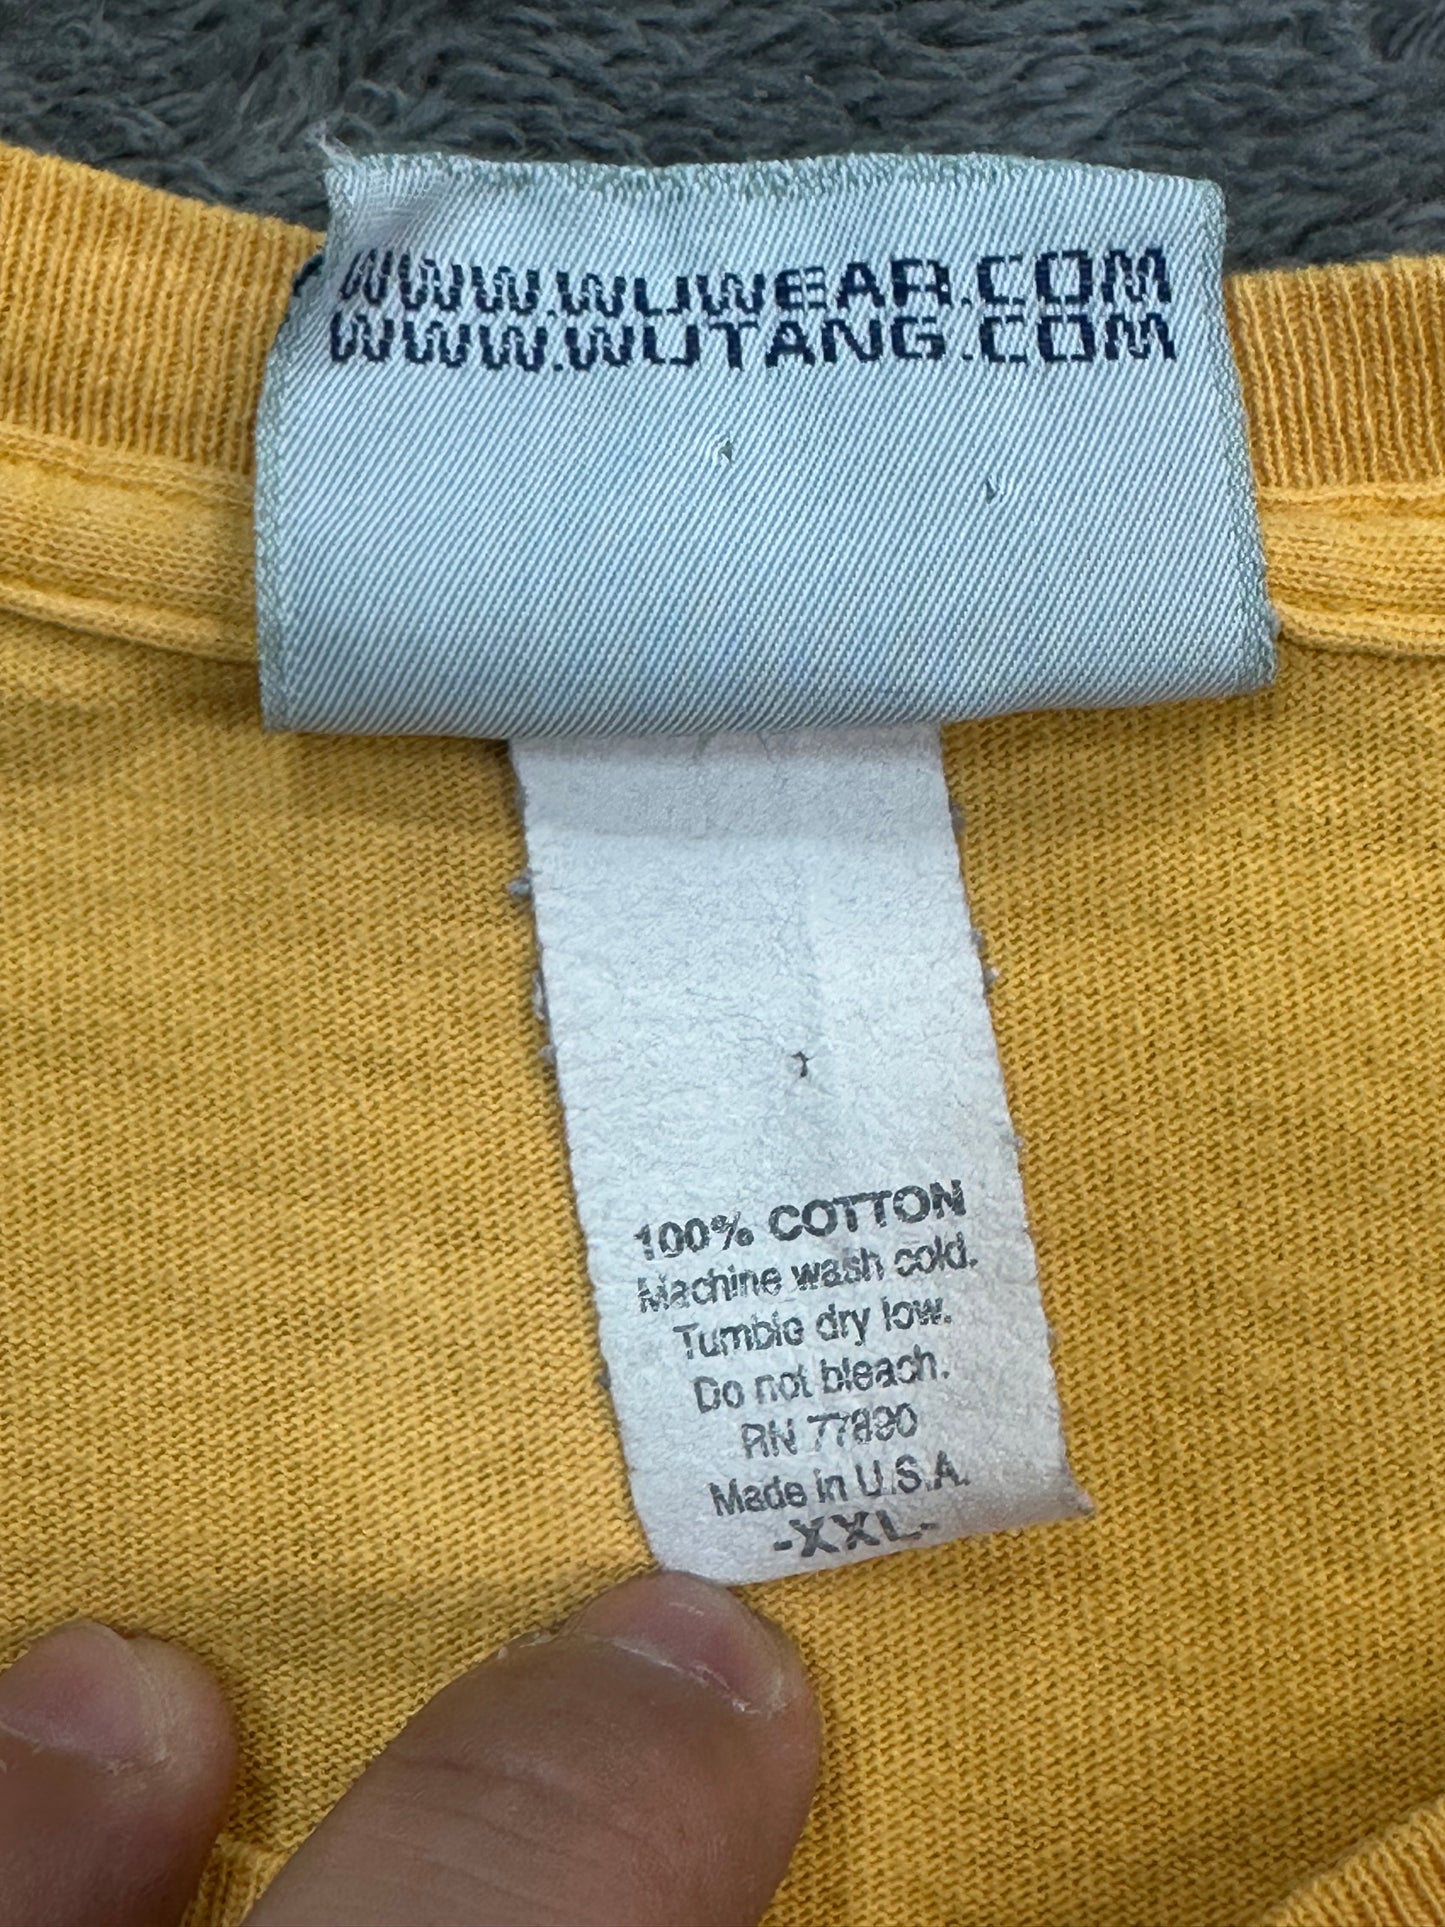 WWW.WUWEAR.COM
WWW.WUTANG.COM
100% COTTON
Machine wash cold.
Tumble dry low.
Do not bleach.
RN 77890
Made in U.S.A.
-XXL-